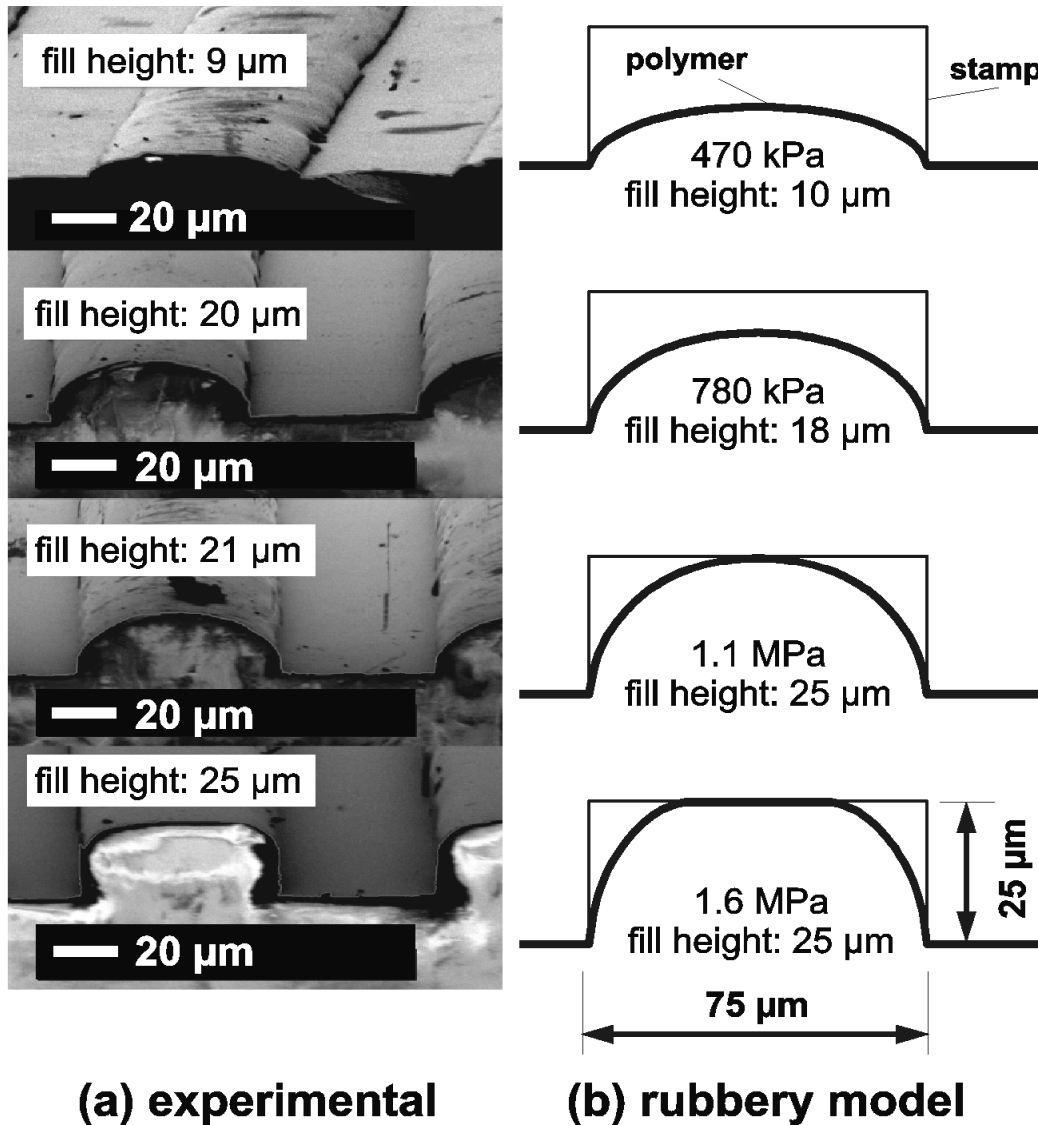 fill height: 9 µm
20 µm
fill height: 20 µm
20 µm
fill height: 21 µm
20 µm
fill height: 25 µm
20 µm
(a) experimental
polymer
stamp
470 kPa
fill height: 10 µm
780 kPa
fill height: 18 µm
1.1 MPa
fill height: 25 µm
1.6 MPa
fill height: 25 µm
25 µm
75 µm
(b) rubbery model